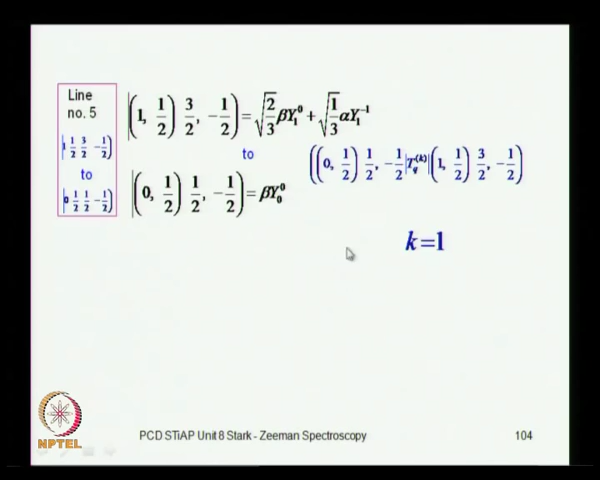 Line
no. 5
|1 1/2 3/2 -1/2)
to
|0 1/2 1/2 -1/2)
|(1, 1/2) 3/2, -1/2) = √(2/3) βY₁⁰ + √(1/3) αY₁⁻¹
to
|(0, 1/2) 1/2, -1/2) = βY₀⁰
((0, 1/2) 1/2, -1/2 |T_q^(k)| (1, 1/2) 3/2, -1/2)
k=1
NPTEL
PCD STiAP Unit 8 Stark - Zeeman Spectroscopy
104